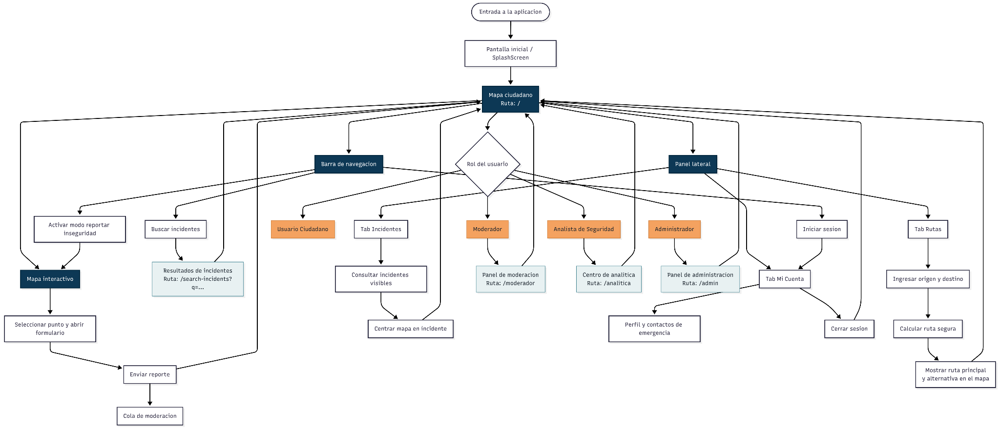 Entrada a la aplicacion
Pantalla inicial /
SplashScreen
Mapa ciudadano
Ruta: /
Barra de navegacion
Rol del usuario
Panel lateral
Activar modo reportar
inseguridad
Buscar incidentes
Usuario Ciudadano
Tab Incidentes
Moderador
Analista de Seguridad
Administrador
Iniciar sesion
Tab Rutas
Mapa interactivo
Resultados de incidentes
Ruta: /search-incidents?
q=...
Consultar incidentes
visibles
Panel de moderacion
Ruta: /moderador
Centro de analitica
Ruta: /analitica
Panel de administracion
Ruta: /admin
Tab Mi Cuenta
Ingresar origen y destino
Seleccionar punto y abrir
formulario
Centrar mapa en incidente
Perfil y contactos de
emergencia
Cerrar sesion
Calcular ruta segura
Enviar reporte
Mostrar ruta principal
y alternativa en el mapa
Cola de moderacion